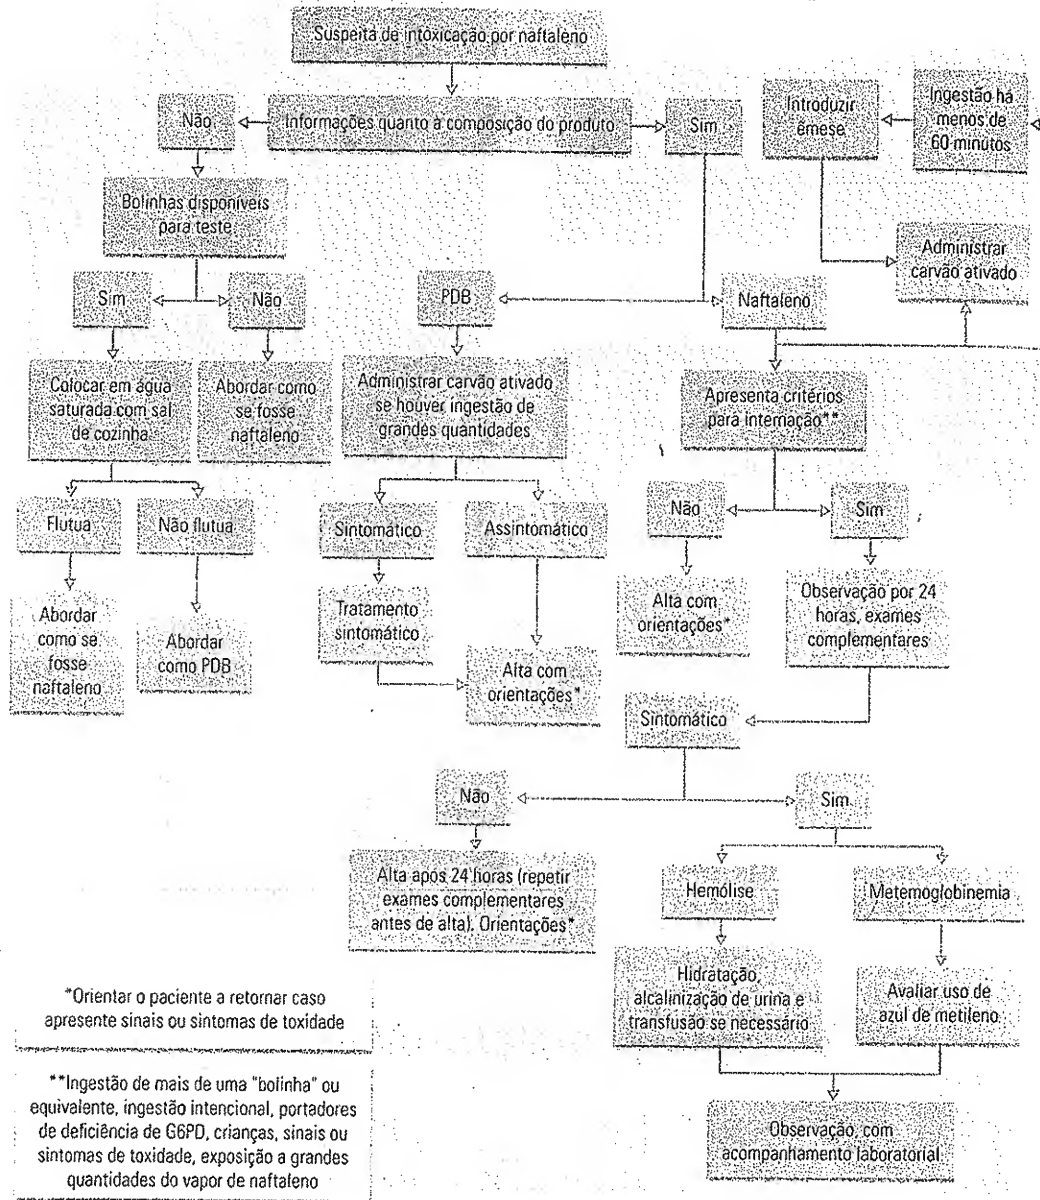 Suspeita de intoxicação por naftaleno
Não
Informações quanto à composição do produto
Sim
Introduzir
êmese
Ingestão há
menos de
60 minutos
Bolinhas disponíveis
para teste
Administrar
carvão ativado
Sim
Não
PDB
Naftaleno
Colocar em água
saturada com sal
de cozinha
Abordar como
se fosse
naftaleno
Administrar carvão ativado
se houver ingestão de
grandes quantidades
Apresenta critérios
para internação**
Flutua
Não flutua
Sintomático
Assintomático
Não
Sim
Abordar
como se
fosse
naftaleno
Abordar
como PDB
Tratamento
sintomático
Alta com
orientações*
Alta com
orientações*
Observação por 24
horas, exames
complementares
Sintomático
Não
Sim
Alta após 24 horas (repetir
exames complementares
antes de alta). Orientações*
Hemólise
Metemoglobinemia
Hidratação,
alcalinização de urina e
transfusão se necessário
Avaliar uso de
azul de metileno
Observação, com
acompanhamento laboratorial
*Orientar o paciente a retornar caso
apresente sinais ou sintomas de toxidade
**Ingestão de mais de uma "bolinha" ou
equivalente, ingestão intencional, portadores
de deficiência de G6PD, crianças, sinais ou
sintomas de toxidade, exposição a grandes
quantidades do vapor de naftaleno